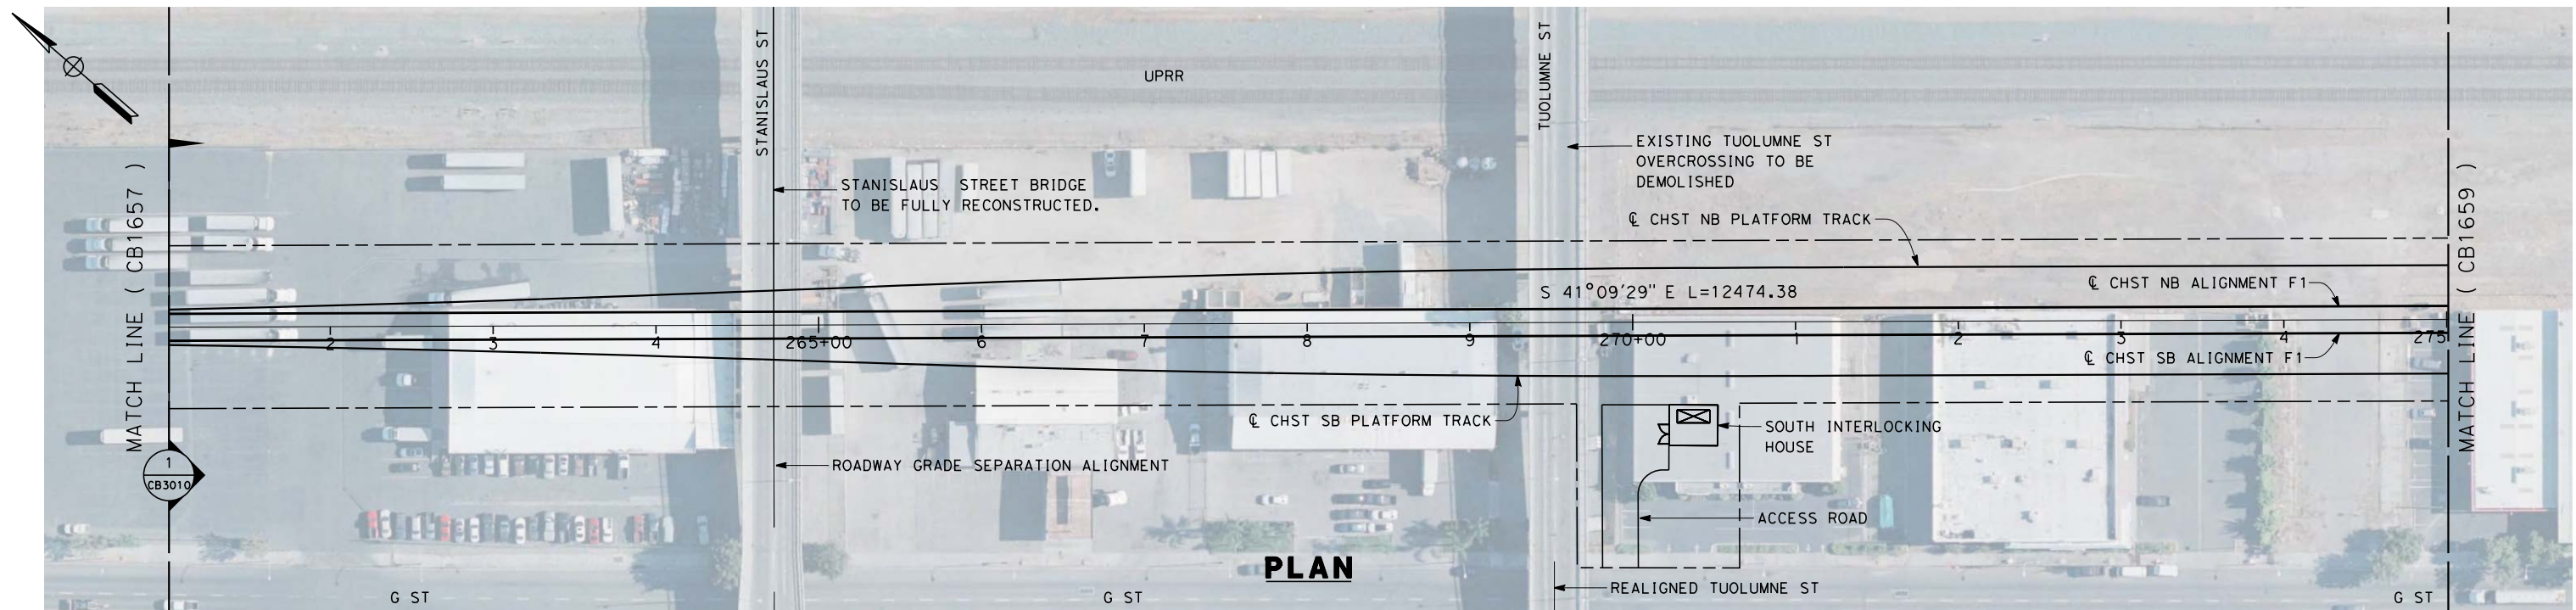 STANISLAUS ST
UPRR
TUOLUMNE ST
EXISTING TUOLUMNE ST
OVERCROSSING TO BE
DEMOLISHED
STANISLAUS STREET BRIDGE
TO BE FULLY RECONSTRUCTED.
MATCH LINE ( CB1657 )
MATCH LINE ( CB1659 )
℄ CHST NB PLATFORM TRACK
S 41°09'29" E L=12474.38
℄ CHST NB ALIGNMENT F1
2 3 4 265+00 6 7 8 9 270+00 1 2 3 4 275
℄ CHST SB ALIGNMENT F1
℄ CHST SB PLATFORM TRACK
SOUTH INTERLOCKING
HOUSE
ROADWAY GRADE SEPARATION ALIGNMENT
1
CB3010
ACCESS ROAD
PLAN
REALIGNED TUOLUMNE ST
G ST
G ST
G ST